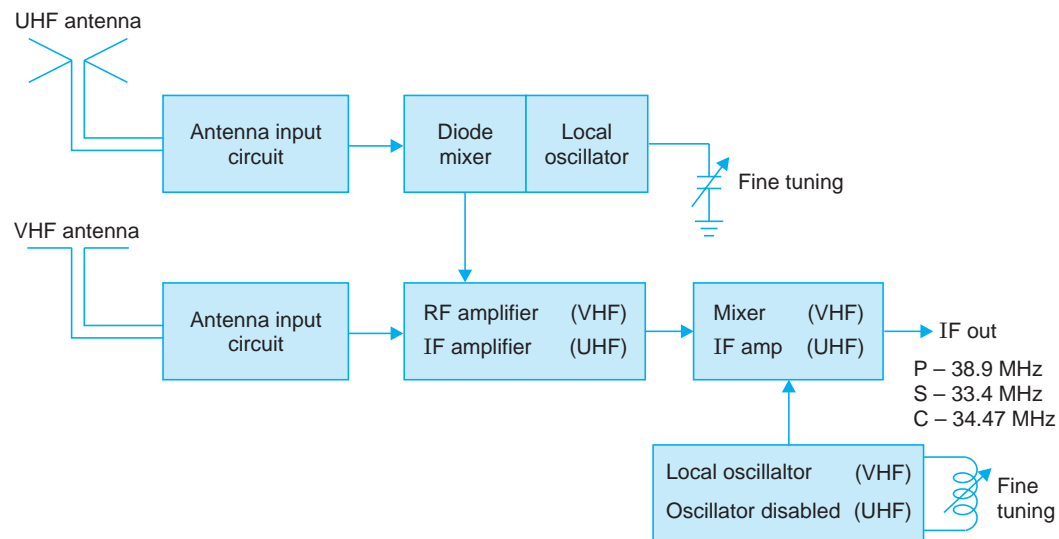 UHF antenna
Antenna input
circuit
Diode
mixer
Local
oscillator
Fine tuning
VHF antenna
Antenna input
circuit
RF amplifier (VHF)
IF amplifier (UHF)
Mixer (VHF)
IF amp (UHF)
IF out
P – 38.9 MHz
S – 33.4 MHz
C – 34.47 MHz
Local oscillaltor (VHF)
Oscillator disabled (UHF)
Fine
tuning